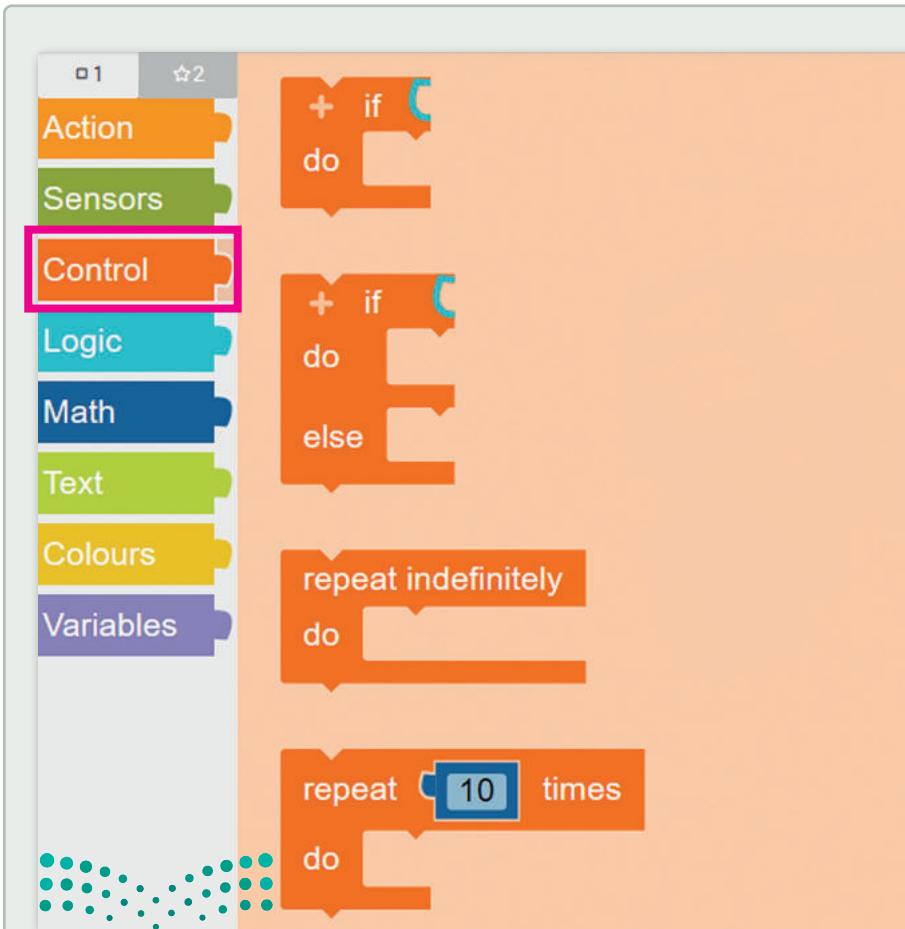 1
2
Action
Sensors
Control
Logic
Math
Text
Colours
Variables
+ if
do
+ if
do
else
repeat indefinitely
do
repeat 10 times
do